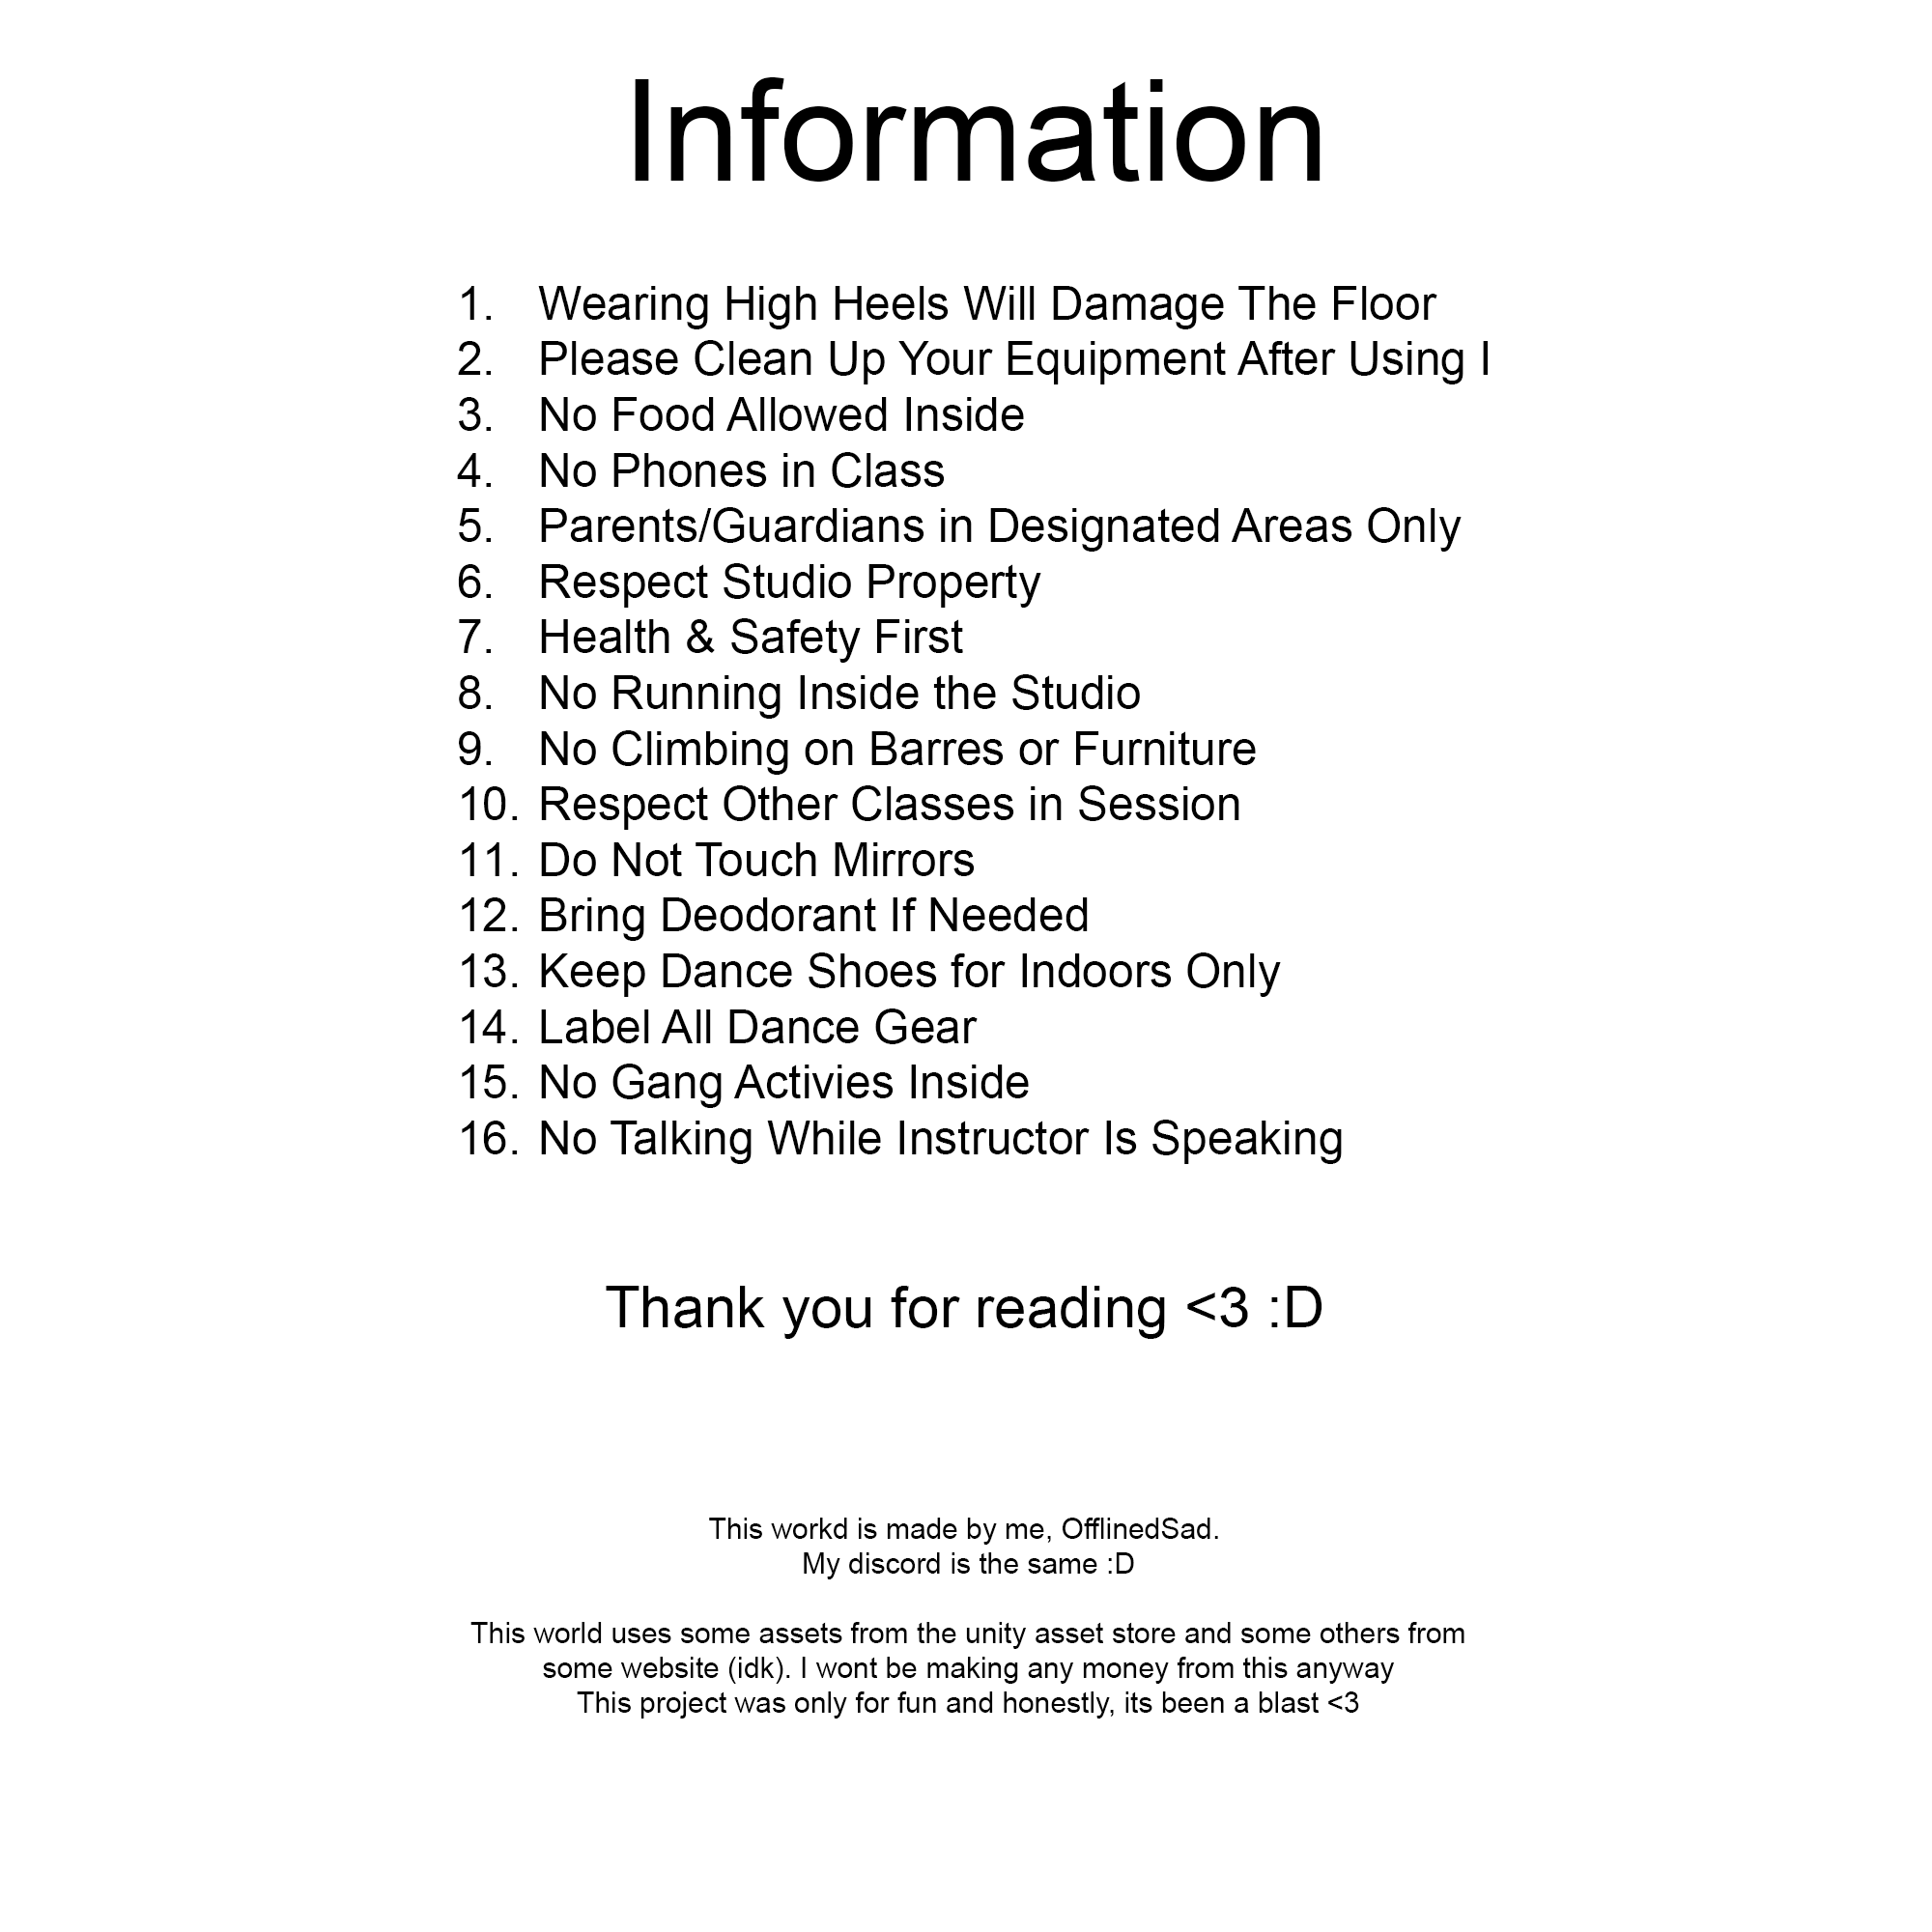 Information
1. Wearing High Heels Will Damage The Floor
2. Please Clean Up Your Equipment After Using I
3. No Food Allowed Inside
4. No Phones in Class
5. Parents/Guardians in Designated Areas Only
6. Respect Studio Property
7. Health & Safety First
8. No Running Inside the Studio
9. No Climbing on Barres or Furniture
10. Respect Other Classes in Session
11. Do Not Touch Mirrors
12. Bring Deodorant If Needed
13. Keep Dance Shoes for Indoors Only
14. Label All Dance Gear
15. No Gang Activies Inside
16. No Talking While Instructor Is Speaking
Thank you for reading <3 :D
This workd is made by me, OfflinedSad.
My discord is the same :D
This world uses some assets from the unity asset store and some others from
some website (idk). I wont be making any money from this anyway
This project was only for fun and honestly, its been a blast <3